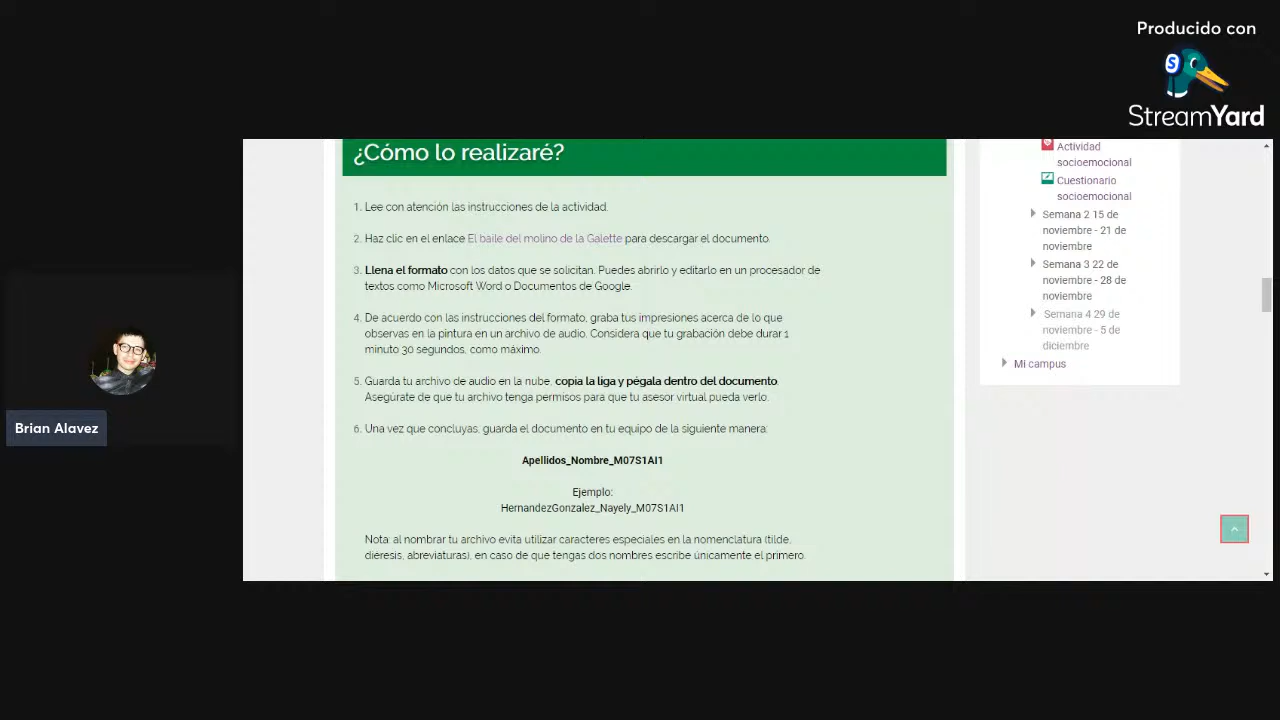 Producido con
StreamYard
¿Cómo lo realizaré?
1. Lee con atención las instrucciones de la actividad.
2. Haz clic en el enlace El baile del molino de la Galette para descargar el documento.
3. Llena el formato con los datos que se solicitan. Puedes abrirlo y editarlo en un procesador de
textos como Microsoft Word o Documentos de Google.
4. De acuerdo con las instrucciones del formato, graba tus impresiones acerca de lo que
observas en la pintura en un archivo de audio. Considera que tu grabación debe durar 1
minuto 30 segundos, como máximo.
5. Guarda tu archivo de audio en la nube, copia la liga y pégala dentro del documento.
Asegúrate de que tu archivo tenga permisos para que tu asesor virtual pueda verlo.
6. Una vez que concluyas, guarda el documento en tu equipo de la siguiente manera:
Apellidos_Nombre_M07S1AI1
Ejemplo:
HernandezGonzalez_Nayely_M07S1AI1
Nota: al nombrar tu archivo evita utilizar caracteres especiales en la nomenclatura (tilde,
diéresis, abreviaturas), en caso de que tengas dos nombres escribe únicamente el primero.
Actividad
socioemocional
Cuestionario
socioemocional
Semana 2 15 de
noviembre - 21 de
noviembre
Semana 3 22 de
noviembre - 28 de
noviembre
Semana 4 29 de
noviembre - 5 de
diciembre
Mi campus
Brian Alavez